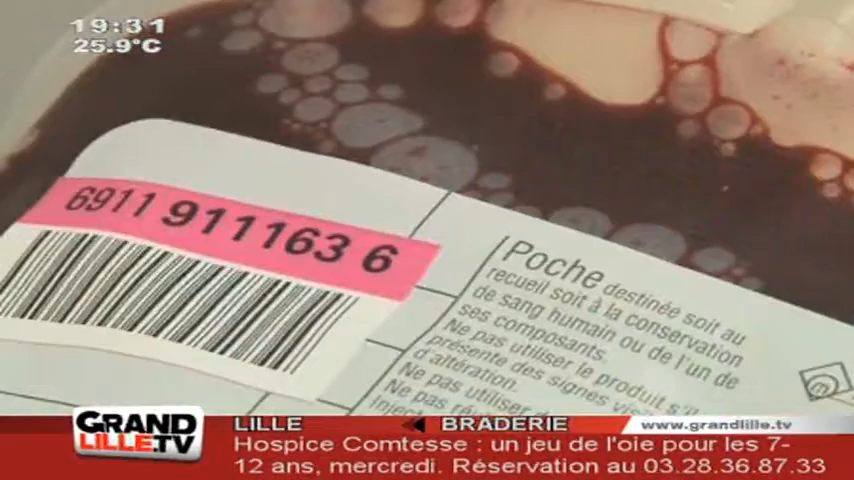 19:31
25.9°C
6911 911163 6
Poche destinée soit au
recueil soit à la conservation
de sang humain ou de l'un de
ses composants.
Ne pas utiliser le produit s'il
présente des signes
d'altération.
Ne pas utiliser
Ne pas
GRAND
LILLE.TV
LILLE BRADERIE
www.grandlille.tv
Hospice Comtesse : un jeu de l'oie pour les 7-
12 ans, mercredi. Réservation au 03.28.36.87.33